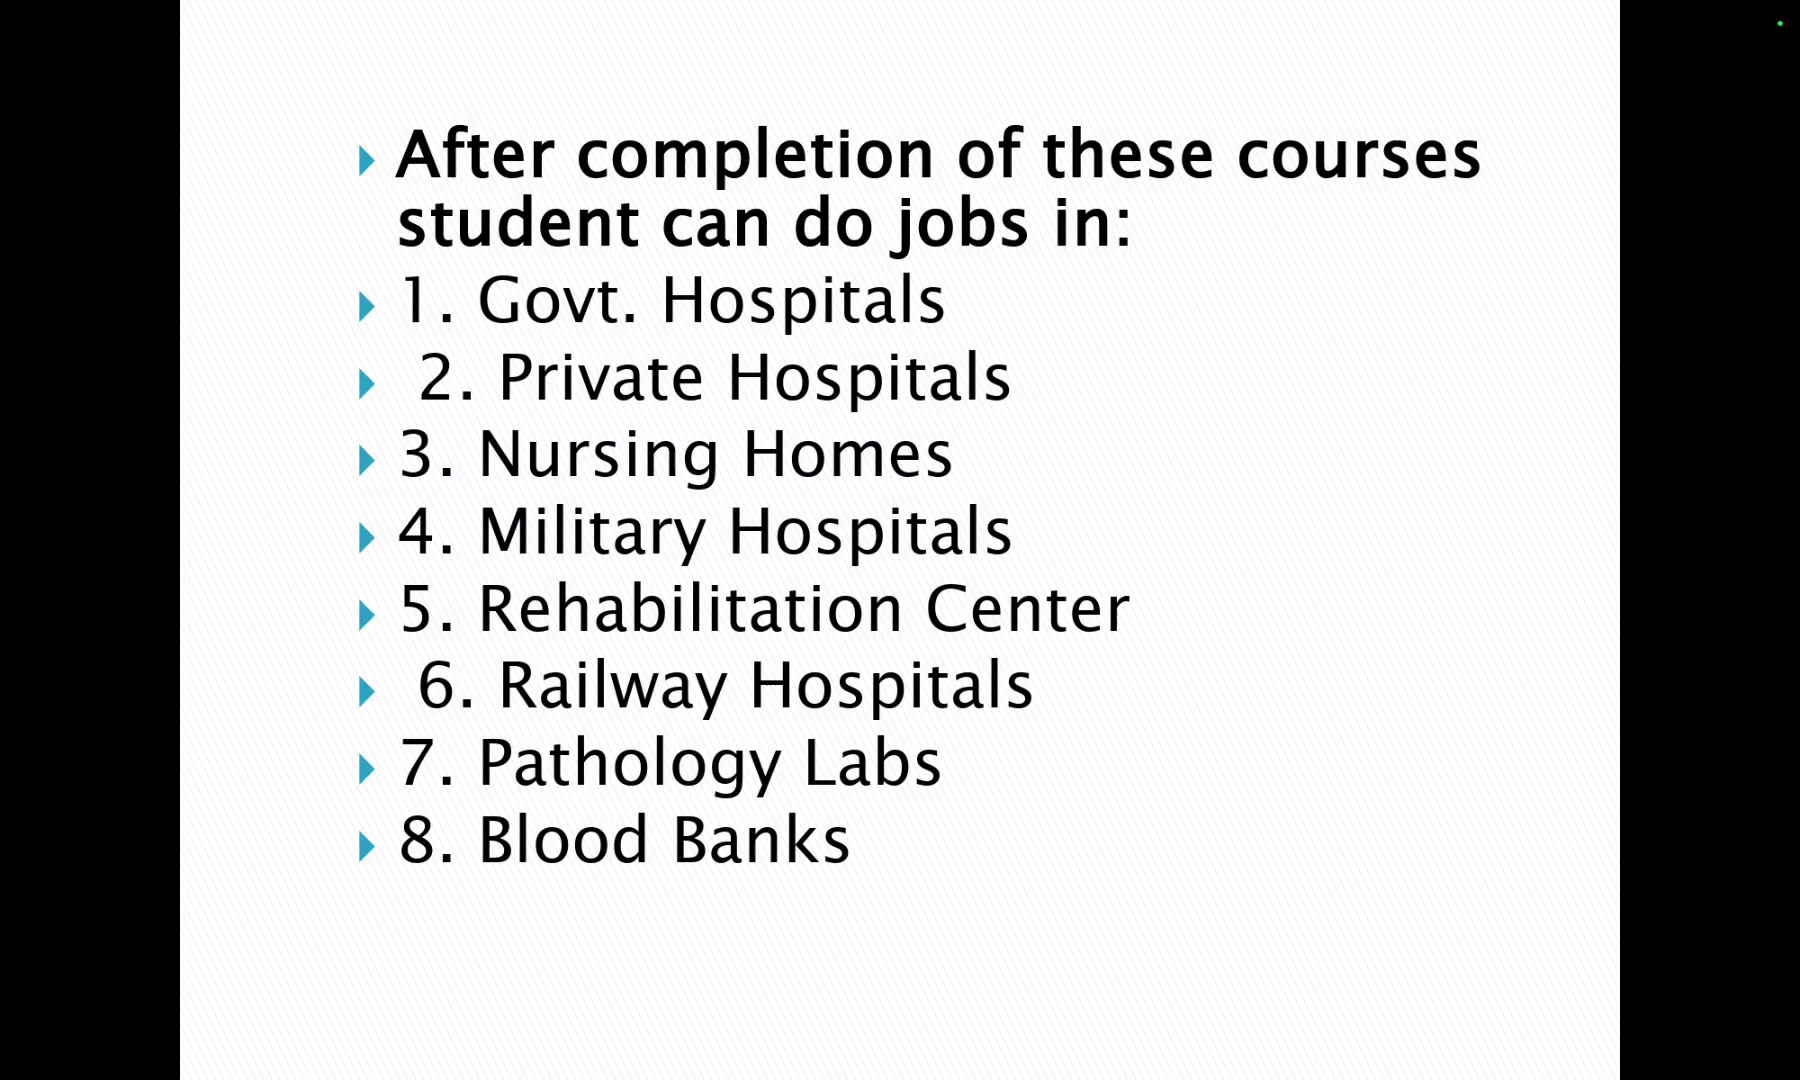 After completion of these courses
student can do jobs in:
1. Govt. Hospitals
2. Private Hospitals
3. Nursing Homes
4. Military Hospitals
5. Rehabilitation Center
6. Railway Hospitals
7. Pathology Labs
8. Blood Banks